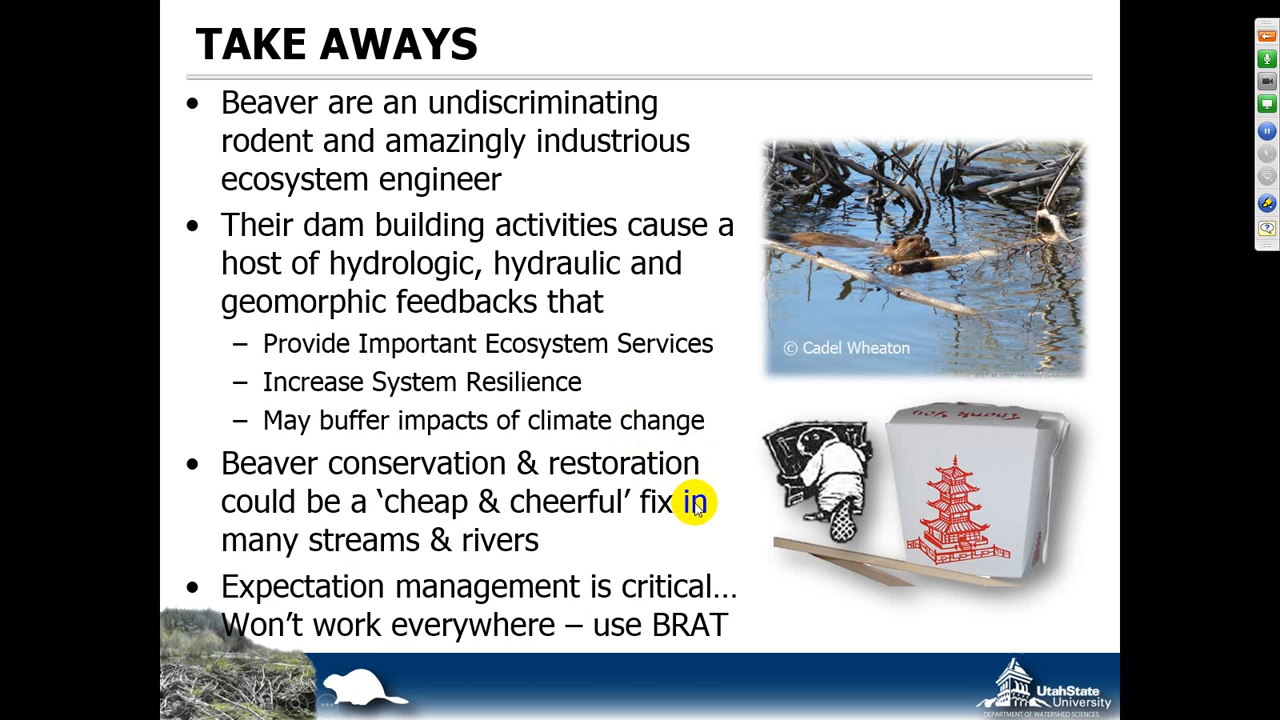 TAKE AWAYS
• Beaver are an undiscriminating
rodent and amazingly industrious
ecosystem engineer
• Their dam building activities cause a
host of hydrologic, hydraulic and
geomorphic feedbacks that
– Provide Important Ecosystem Services
– Increase System Resilience
– May buffer impacts of climate change
• Beaver conservation & restoration
could be a ‘cheap & cheerful’ fix in
many streams & rivers
• Expectation management is critical…
Won’t work everywhere – use BRAT
© Cadel Wheaton
Thank You
UtahState
University
DEPARTMENT OF WATERSHED SCIENCES